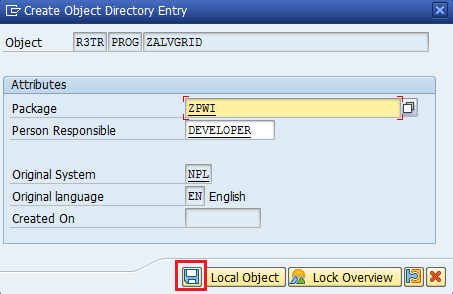 Create Object Directory Entry
Object R3TR PROG ZALVGRID
Attributes
Package ZPWI
Person Responsible DEVELOPER
Original System NPL
Original language EN English
Created On
Local Object Lock Overview